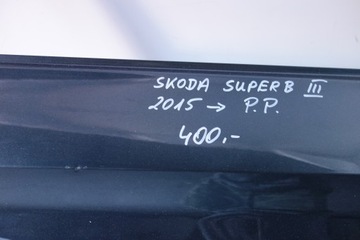 SKODA SUPERB III
2015 → P.P.
400,-